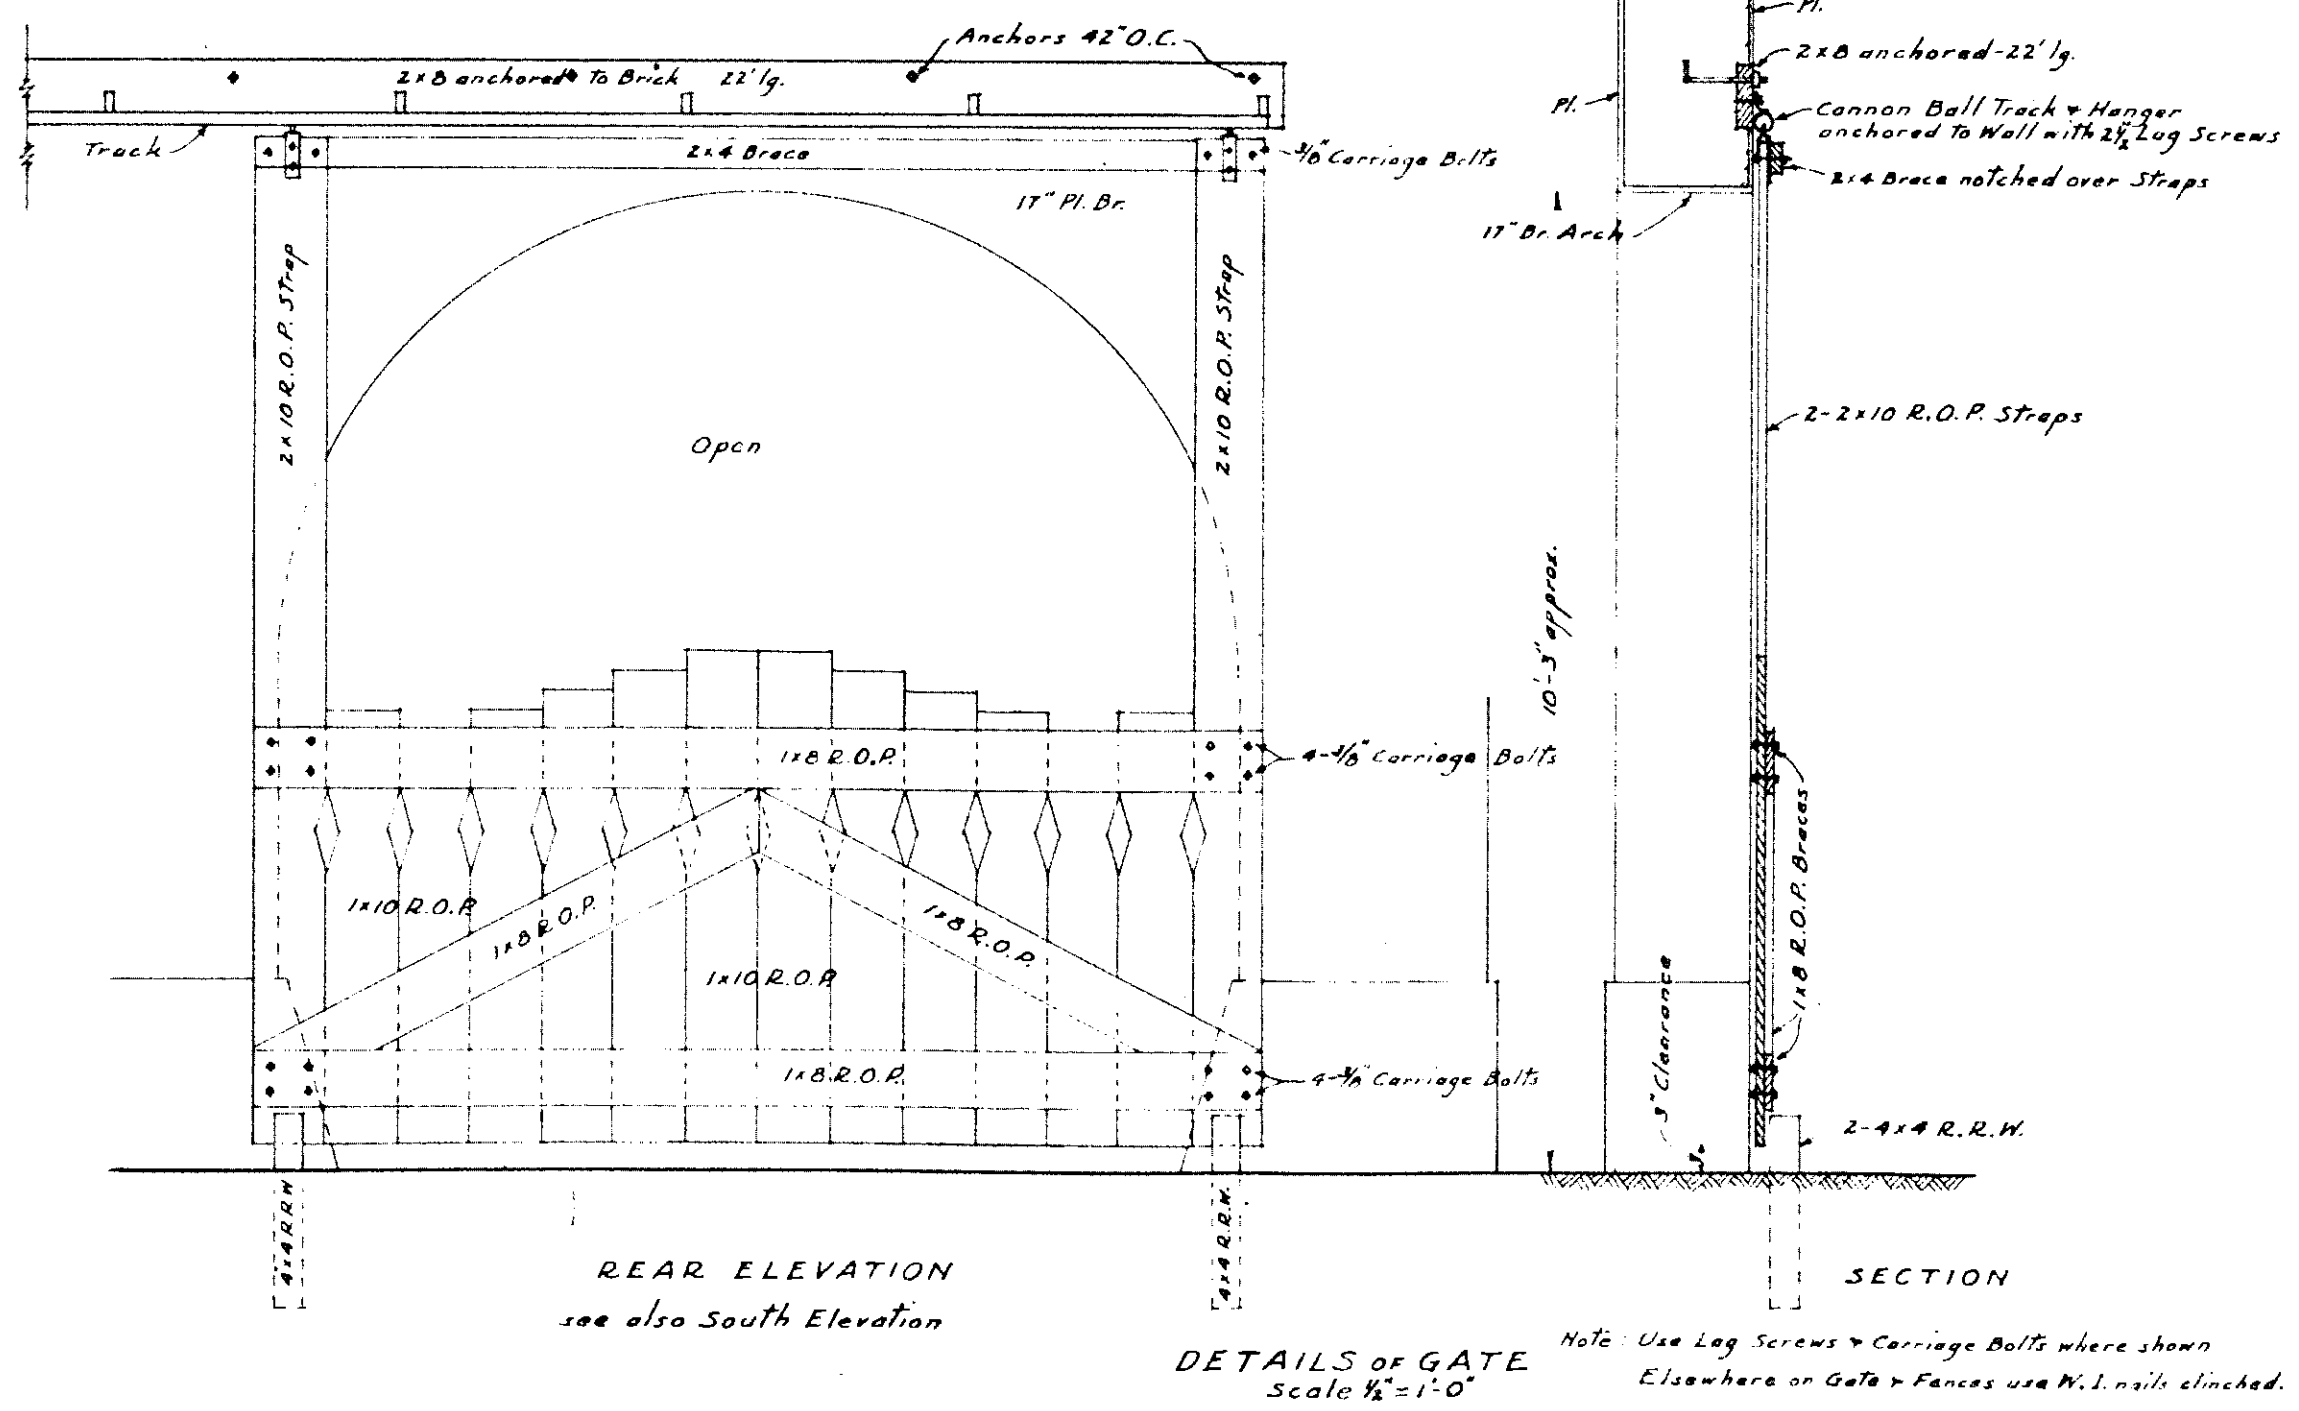 Anchors 42" O.C.
2x8 anchored to Brick 22' lg.
Track
2x4 Brace
3/8" Carriage Bolts
17" Pl. Br.
2x10 R.O.P. Strap
2x10 R.O.P. Strap
Open
1x8 R.O.P.
4-3/8" Carriage Bolts
1x10 R.O.P.
1x8 R.O.P.
1x8 R.O.P.
1x10 R.O.P.
1x8 R.O.P.
4-3/8" Carriage Bolts
4x4 R.R.W.
4x4 R.R.W.
REAR ELEVATION
see also South Elevation
Pl.
2x8 anchored-22' lg.
Pl.
Cannon Ball Track & Hanger
anchored to Wall with 2 1/2" Lag Screws
2x4 Brace notched over Straps
17" Br. Arch
2-2x10 R.O.P. Straps
10'-3" approx.
1x8 R.O.P. Braces
3" Clearance
2-4x4 R.R.W.
SECTION
DETAILS OF GATE
Scale 1/2"=1'-0"
Note: Use Lag Screws & Carriage Bolts where shown
Elsewhere on Gate & Fences use W.I. nails clinched.